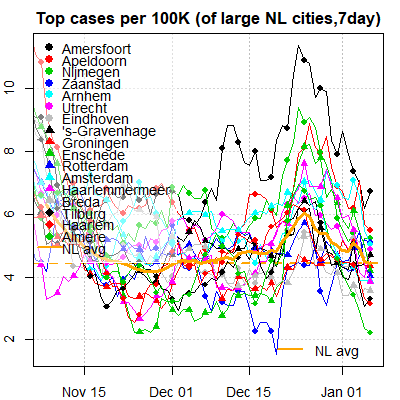 Top cases per 100K (of large NL cities,7day)
Amersfoort
Apeldoorn
Nijmegen
Zaanstad
Arnhem
Utrecht
Eindhoven
's-Gravenhage
Groningen
Enschede
Rotterdam
Amsterdam
Haarlemmermeer
Breda
Tilburg
Haarlem
Almere
NL avg
10
8
6
4
2
NL avg
Nov 15
Dec 01
Dec 15
Jan 01